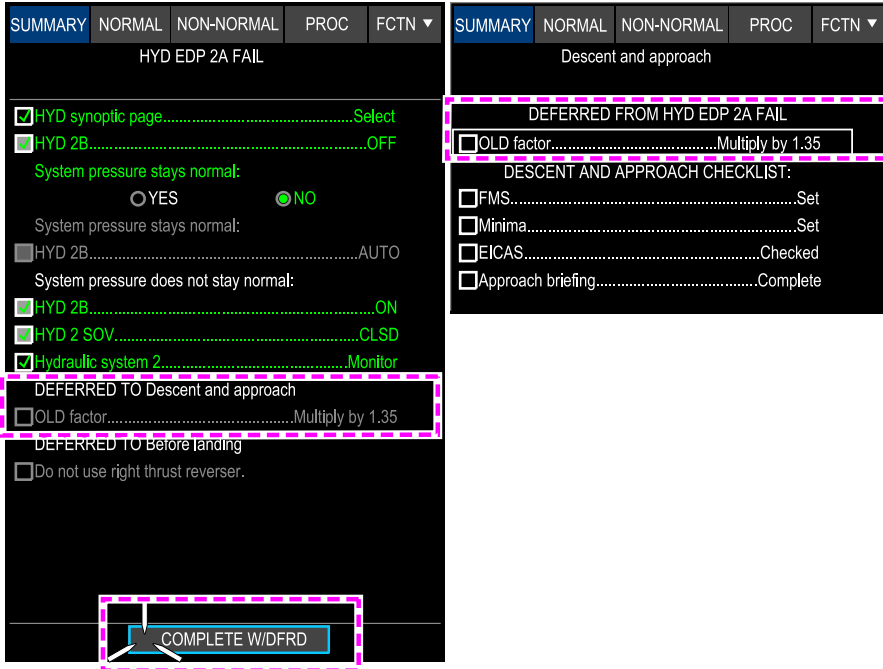 SUMMARY NORMAL NON-NORMAL PROC FCTN ▼
HYD EDP 2A FAIL
HYD synoptic page..........................................Select
HYD 2B............................................................OFF
System pressure stays normal:
YES NO
System pressure stays normal:
HYD 2B..........................................................AUTO
System pressure does not stay normal:
HYD 2B..............................................................ON
HYD 2 SOV......................................................CLSD
Hydraulic system 2.........................................Monitor
DEFERRED TO Descent and approach
OLD factor.........................................Multiply by 1.35
DEFERRED TO Before landing
Do not use right thrust reverser.
COMPLETE W/DFRD
SUMMARY NORMAL NON-NORMAL PROC FCTN ▼
Descent and approach
DEFERRED FROM HYD EDP 2A FAIL
OLD factor.....................................Multiply by 1.35
DESCENT AND APPROACH CHECKLIST:
FMS...............................................................Set
Minima............................................................Set
EICAS.....................................................Checked
Approach briefing....................................Complete